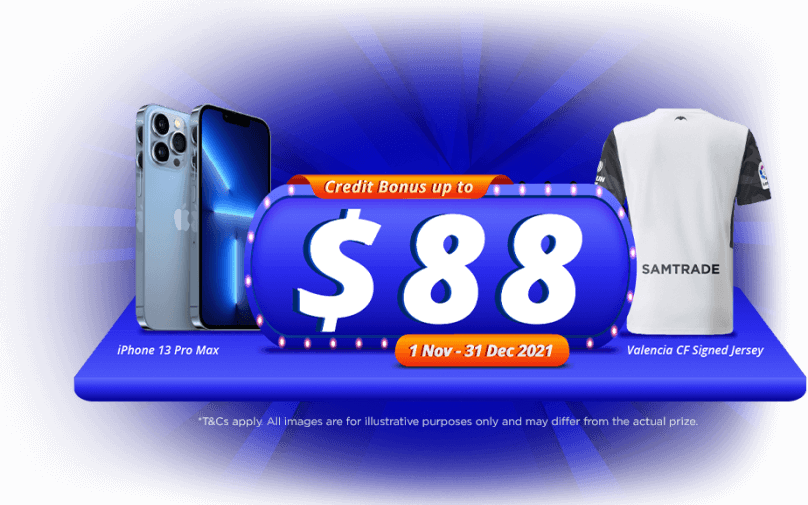 Credit Bonus up to
$88
SAMTRADE
iPhone 13 Pro Max
1 Nov - 31 Dec 2021
Valencia CF Signed Jersey
*T&Cs apply. All images are for illustrative purposes only and may differ from the actual prize.